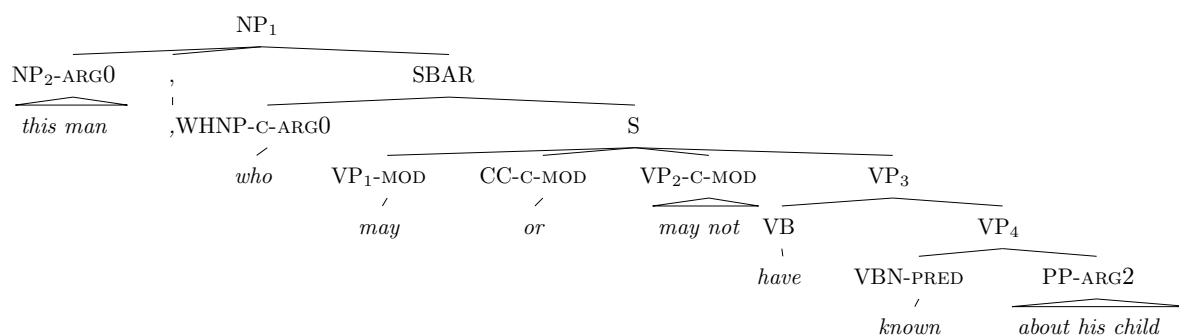 NP₁
NP₂-ARG0 , SBAR
this man , WHNP-C-ARG0 S
who VP₁-MOD CC-C-MOD VP₂-C-MOD VP₃
may or may not VB VP₄
have VBN-PRED PP-ARG2
known about his child